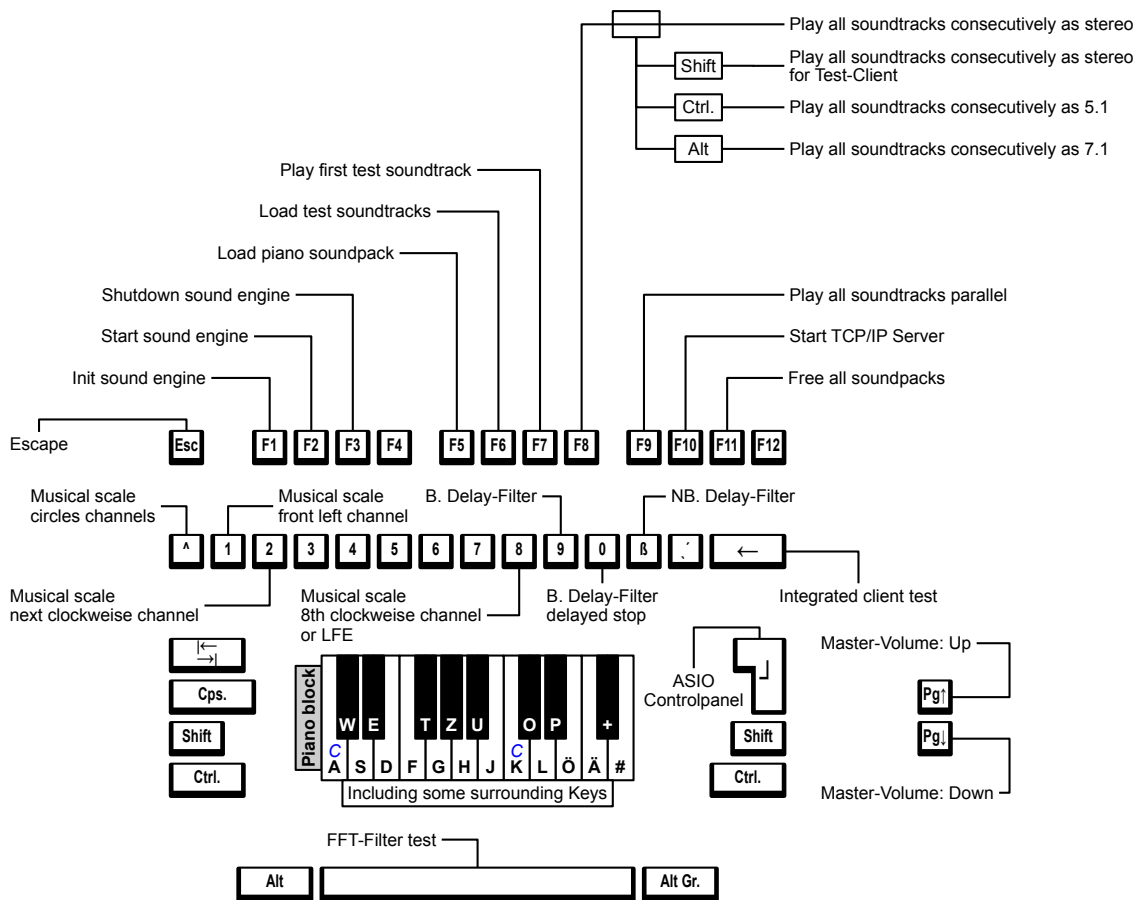 Play all soundtracks consecutively as stereo
Shift
Play all soundtracks consecutively as stereo
for Test-Client
Ctrl.
Play all soundtracks consecutively as 5.1
Alt
Play all soundtracks consecutively as 7.1
Play first test soundtrack
Load test soundtracks
Load piano soundpack
Shutdown sound engine
Play all soundtracks parallel
Start sound engine
Start TCP/IP Server
Init sound engine
Free all soundpacks
Escape
Esc F1 F2 F3 F4 F5 F6 F7 F8 F9 F10 F11 F12
Musical scale
circles channels
Musical scale
front left channel
B. Delay-Filter
NB. Delay-Filter
^ 1 2 3 4 5 6 7 8 9 0 ß ˎ´ ←
Musical scale
next clockweise channel
Musical scale
8th clockweise channel
or LFE
B. Delay-Filter
delayed stop
Integrated client test
|←
→|
Cps.
Shift
Ctrl.
Piano block
W E T Z U O P +
C C
A S D F G H J K L Ö Ä #
Including some surrounding Keys
ASIO
Controlpanel
┘
Shift
Ctrl.
Master-Volume: Up
Pg↑
Pg↓
Master-Volume: Down
FFT-Filter test
Alt
Alt Gr.